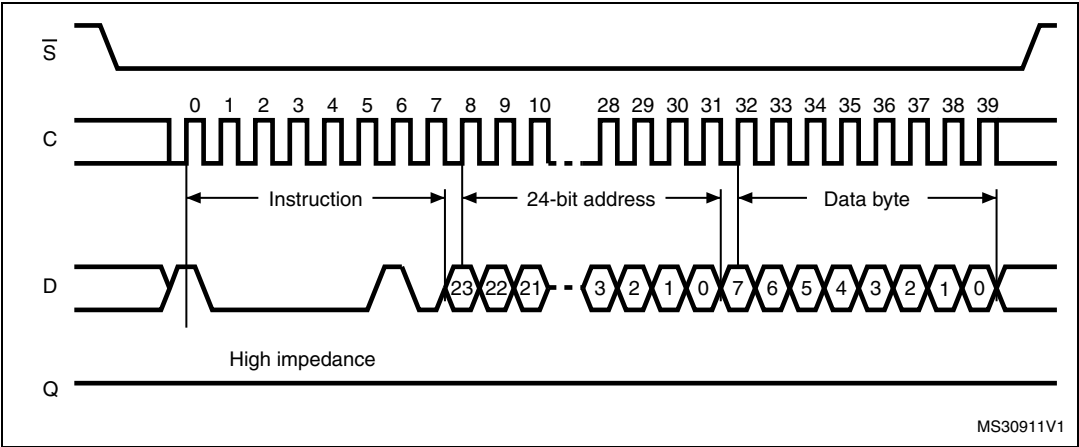 S
0 1 2 3 4 5 6 7 8 9 10 28 29 30 31 32 33 34 35 36 37 38 39
C
Instruction 24-bit address Data byte
D 23 22 21 3 2 1 0 7 6 5 4 3 2 1 0
High impedance
Q
MS30911V1